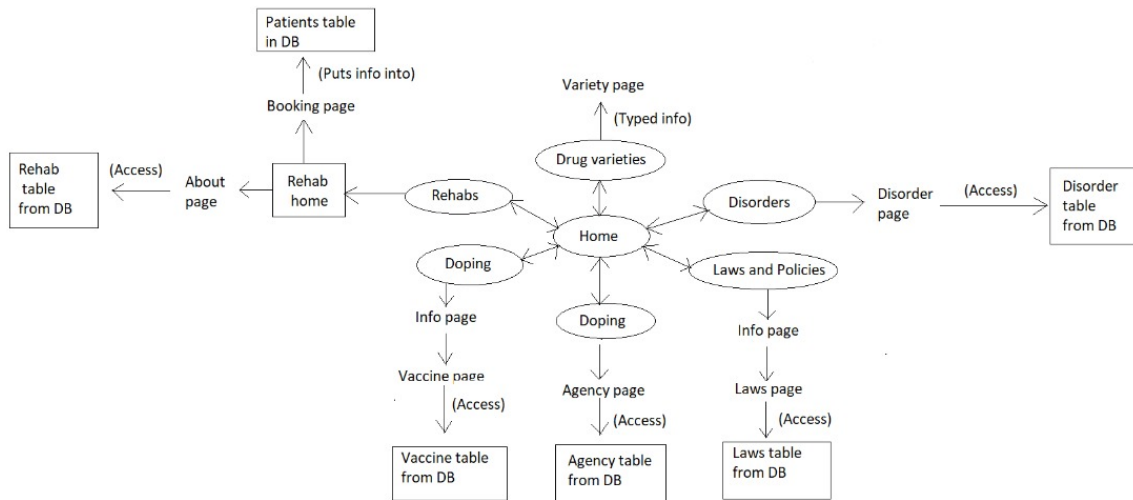 Patients table
in DB
(Puts info into)
Booking page
Variety page
(Typed info)
Drug varieties
Rehab
table
from DB
(Access)
About
page
Rehab
home
Rehabs
Disorders
Disorder
page
(Access)
Disorder
table
from DB
Home
Doping
Laws and Policies
Info page
Doping
Info page
Vaccine page
(Access)
Agency page
(Access)
Laws page
(Access)
Vaccine table
from DB
Agency table
from DB
Laws table
from DB